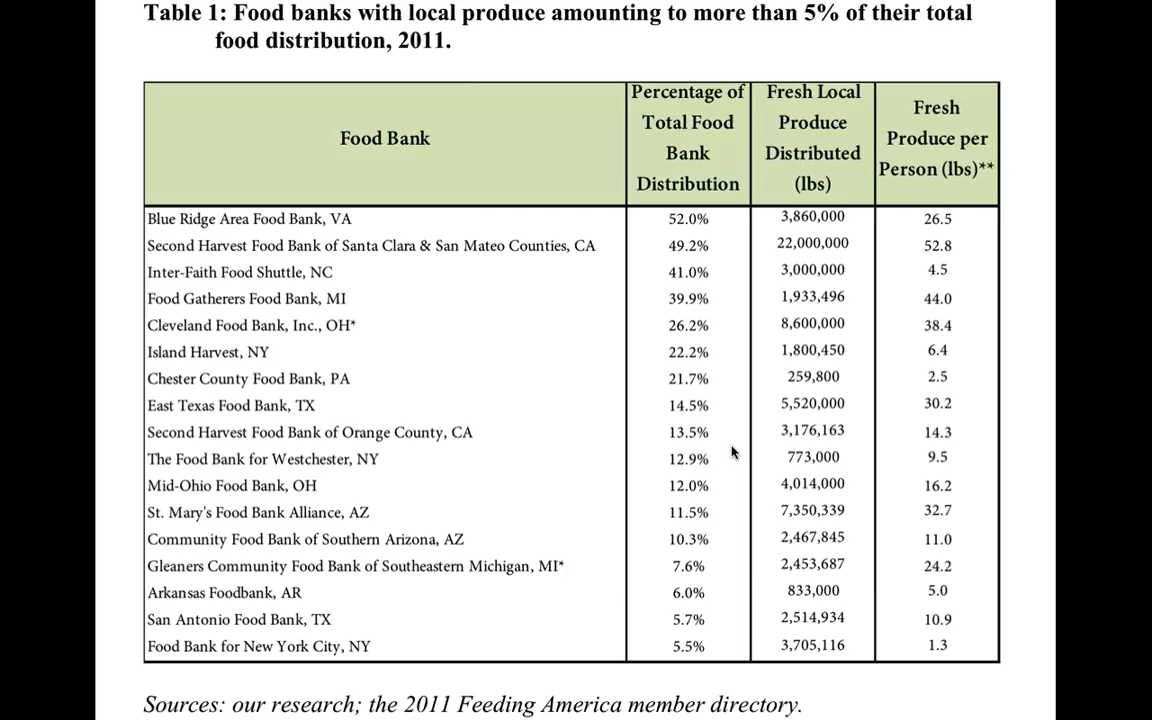 Table 1: Food banks with local produce amounting to more than 5% of their total
food distribution, 2011.
Food Bank
Percentage of
Total Food
Bank
Distribution
Fresh Local
Produce
Distributed
(lbs)
Fresh
Produce per
Person (lbs)**
Blue Ridge Area Food Bank, VA 52.0% 3,860,000 26.5
Second Harvest Food Bank of Santa Clara & San Mateo Counties, CA 49.2% 22,000,000 52.8
Inter-Faith Food Shuttle, NC 41.0% 3,000,000 4.5
Food Gatherers Food Bank, MI 39.9% 1,933,496 44.0
Cleveland Food Bank, Inc., OH* 26.2% 8,600,000 38.4
Island Harvest, NY 22.2% 1,800,450 6.4
Chester County Food Bank, PA 21.7% 259,800 2.5
East Texas Food Bank, TX 14.5% 5,520,000 30.2
Second Harvest Food Bank of Orange County, CA 13.5% 3,176,163 14.3
The Food Bank for Westchester, NY 12.9% 773,000 9.5
Mid-Ohio Food Bank, OH 12.0% 4,014,000 16.2
St. Mary's Food Bank Alliance, AZ 11.5% 7,350,339 32.7
Community Food Bank of Southern Arizona, AZ 10.3% 2,467,845 11.0
Gleaners Community Food Bank of Southeastern Michigan, MI* 7.6% 2,453,687 24.2
Arkansas Foodbank, AR 6.0% 833,000 5.0
San Antonio Food Bank, TX 5.7% 2,514,934 10.9
Food Bank for New York City, NY 5.5% 3,705,116 1.3
Sources: our research; the 2011 Feeding America member directory.